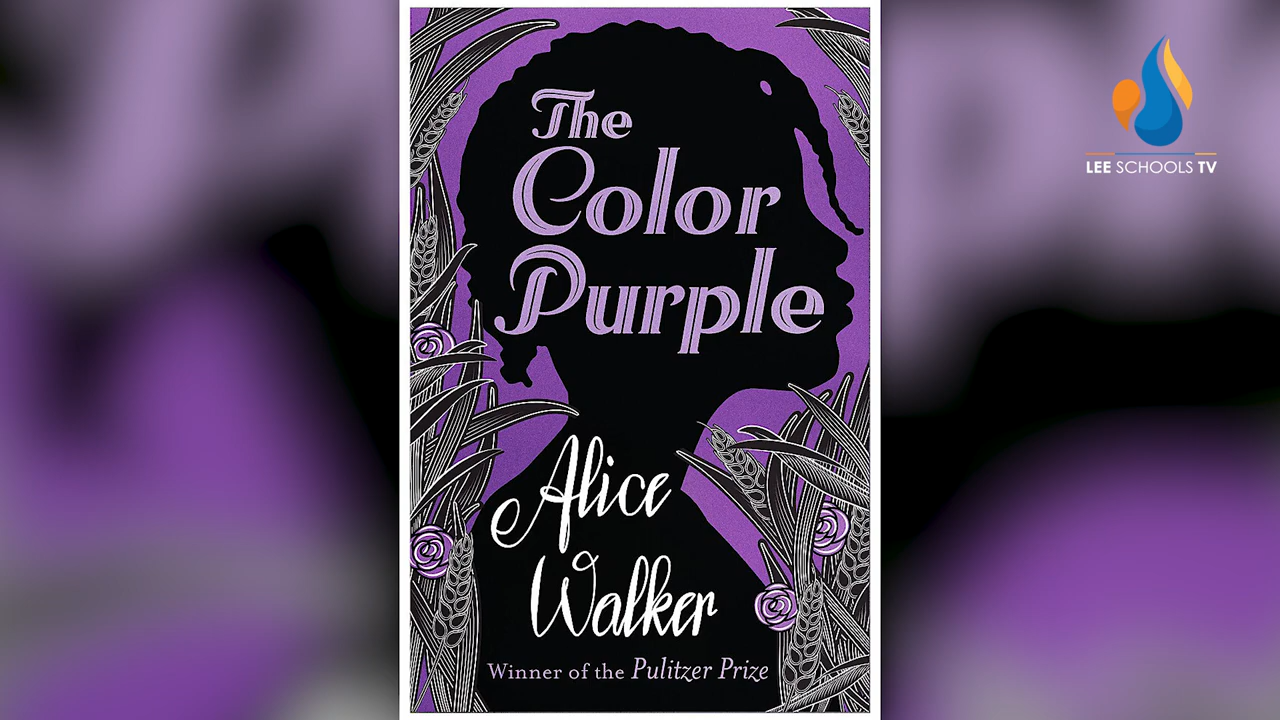 The
Color
Purple
Alice
Walker
Winner of the Pulitzer Prize
LEE SCHOOLS TV